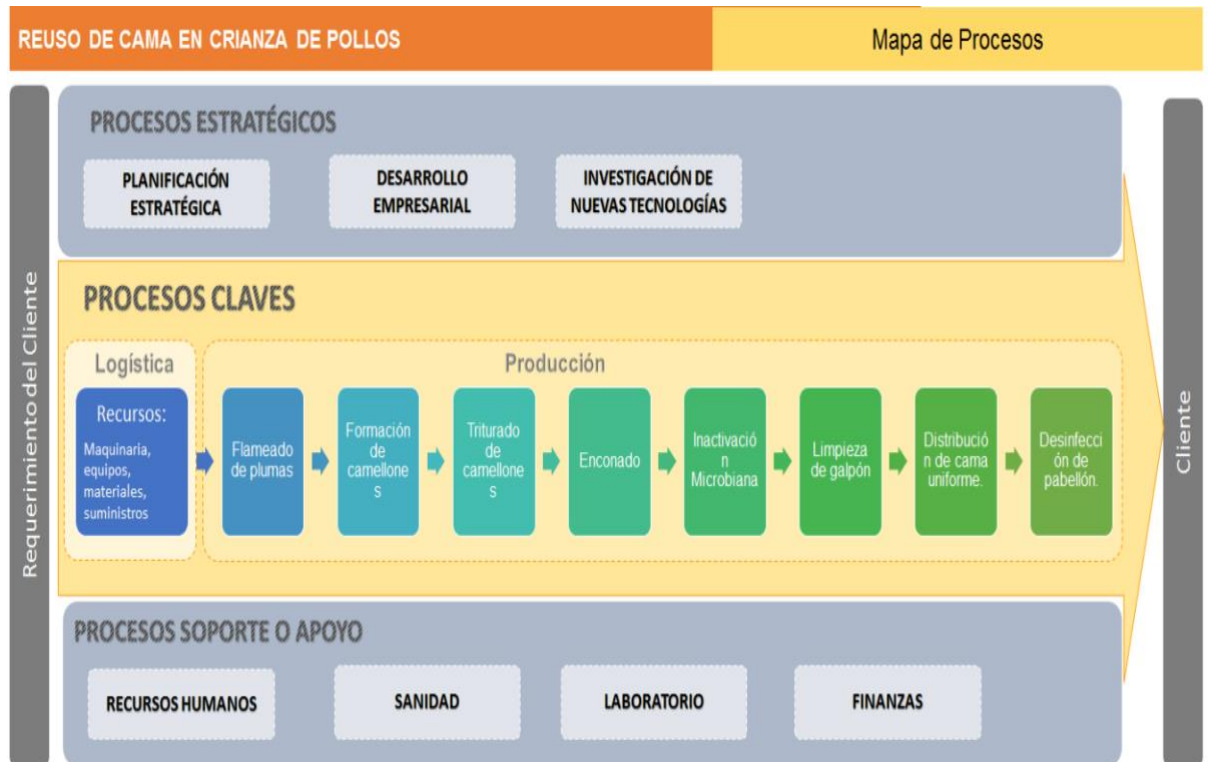 REUSO DE CAMA EN CRIANZA DE POLLOS
Mapa de Procesos
Requerimiento del Cliente
PROCESOS ESTRATÉGICOS
PLANIFICACIÓN
ESTRATÉGICA
DESARROLLO
EMPRESARIAL
INVESTIGACIÓN DE
NUEVAS TECNOLOGÍAS
PROCESOS CLAVES
Logística
Recursos:
Maquinaria,
equipos,
materiales,
suministros
Producción
Flameado
de plumas
Formación
de
camellone
s
Triturado
de
camellone
s
Enconado
Inactivació
n
Microbiana
Limpieza
de galpón
Distribució
n de cama
uniforme.
Desinfecci
ón de
pabellón.
PROCESOS SOPORTE O APOYO
RECURSOS HUMANOS
SANIDAD
LABORATORIO
FINANZAS
Cliente